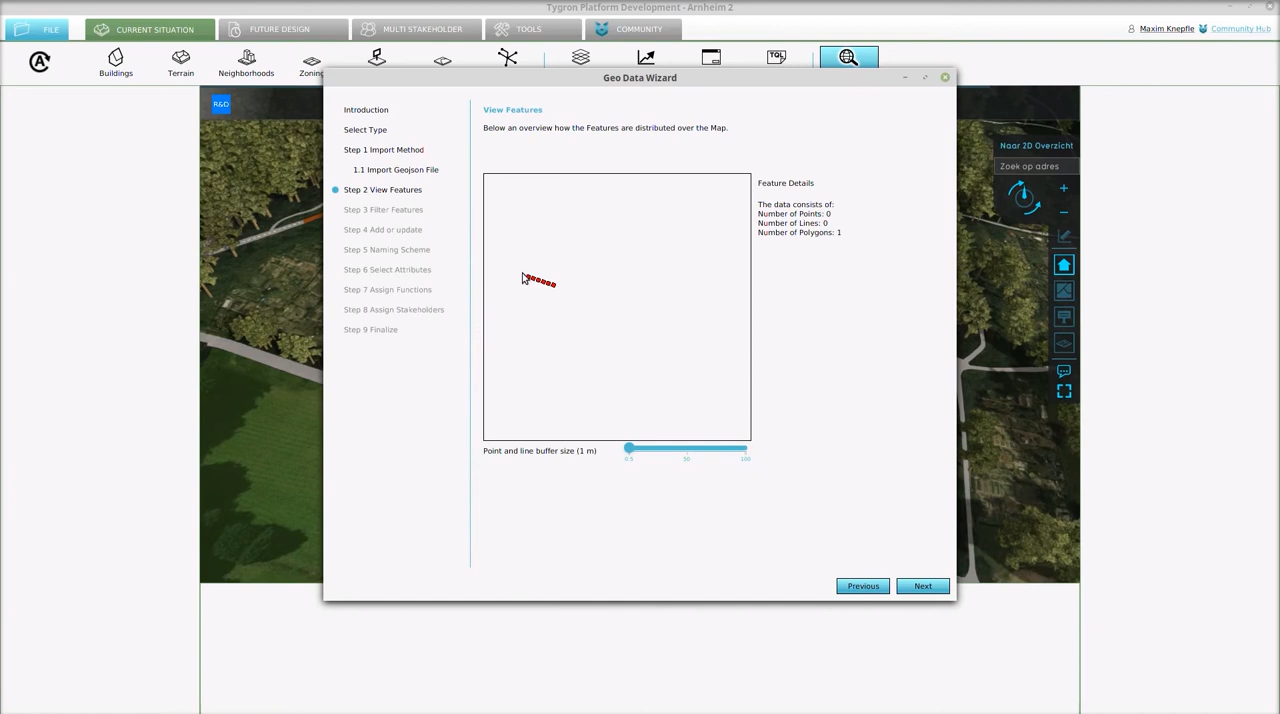 Tygron Platform Development - Arnheim 2
FILE
CURRENT SITUATION
FUTURE DESIGN
MULTI STAKEHOLDER
TOOLS
COMMUNITY
Maxim Knepfle
Community Hub
Buildings
Terrain
Neighborhoods
Zoning
TQL
Geo Data Wizard
R&D
Naar 2D Overzicht
Zoek op adres
Introduction
Select Type
Step 1 Import Method
1.1 Import Geojson File
Step 2 View Features
Step 3 Filter Features
Step 4 Add or update
Step 5 Naming Scheme
Step 6 Select Attributes
Step 7 Assign Functions
Step 8 Assign Stakeholders
Step 9 Finalize
View Features
Below an overview how the Features are distributed over the Map.
Feature Details
The data consists of:
Number of Points: 0
Number of Lines: 0
Number of Polygons: 1
Point and line buffer size (1 m)
0.5
50
100
Previous
Next